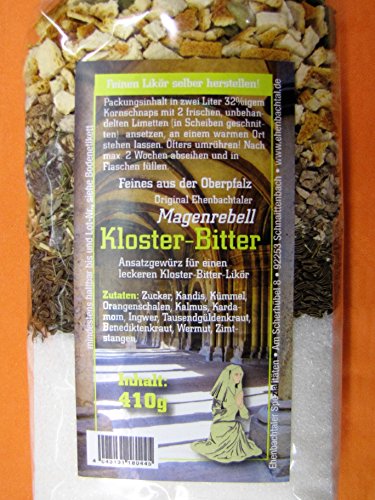 Feinen Likör selber herstellen!
Packungsinhalt in zwei Liter 32%igem
Kornschnaps mit 2 frischen, unbehan-
delten Limetten (in Scheiben geschnit-
ten) ansetzen, an einem warmen Ort
stehen lassen. Öfters umrühren! Nach
max. 2 Wochen abseihen und in
Flaschen füllen.
Feines aus der Oberpfalz
Original Ehenbachtaler
Magenrebell
Kloster-Bitter
Ansatzgewürz für einen
leckeren Kloster-Bitter-Likör
Zutaten: Zucker, Kandis, Kümmel,
Orangenschalen, Kalmus, Karda-
mom, Ingwer, Tausendgüldenkraut,
Benediktenkraut, Wermut, Zimt-
stangen.
Inhalt:
410g
mindestens haltbar bis und Lot-Nr. siehe Bodenetikett
Ehenbachtaler Spezialitäten • Am Scherhübel 8 • 92253 Schnaittenbach • www.ehenbachtal.de